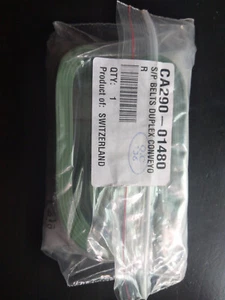 CA290-01480
S/P BELTS DUPLEX CONVEYO
R
QTY: 1
Product of: SWITZERLAND